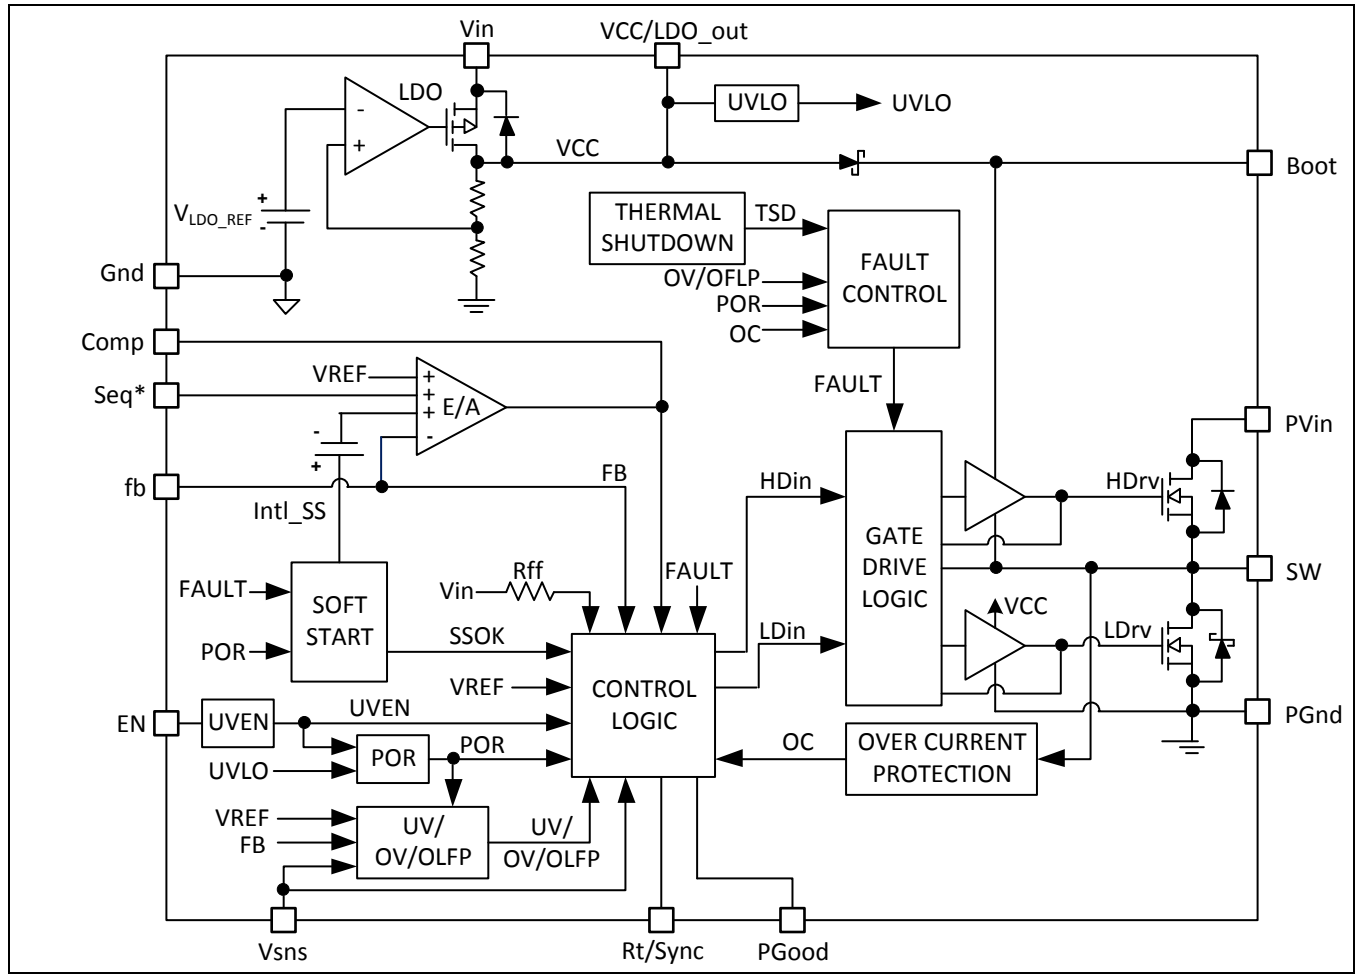 Vin
VCC/LDO_out
LDO
UVLO
UVLO
-
+
VCC
Boot
+
VLDO_REF
-
THERMAL
SHUTDOWN
TSD
FAULT
CONTROL
OV/OFLP
POR
OC
Gnd
Comp
VREF
+
Seq*
+
E/A
+
-
-
+
FAULT
PVin
fb
FB
Intl_SS
HDin
HDrv
GATE
DRIVE
LOGIC
SW
FAULT
SOFT
START
POR
Vin
Rff
FAULT
SSOK
LDin
VCC
LDrv
VREF
CONTROL
LOGIC
EN
UVEN
UVEN
PGnd
UVLO
POR
POR
OC
OVER CURRENT
PROTECTION
VREF
FB
UV/
OV/OLFP
UV/
OV/OLFP
Vsns
Rt/Sync
PGood